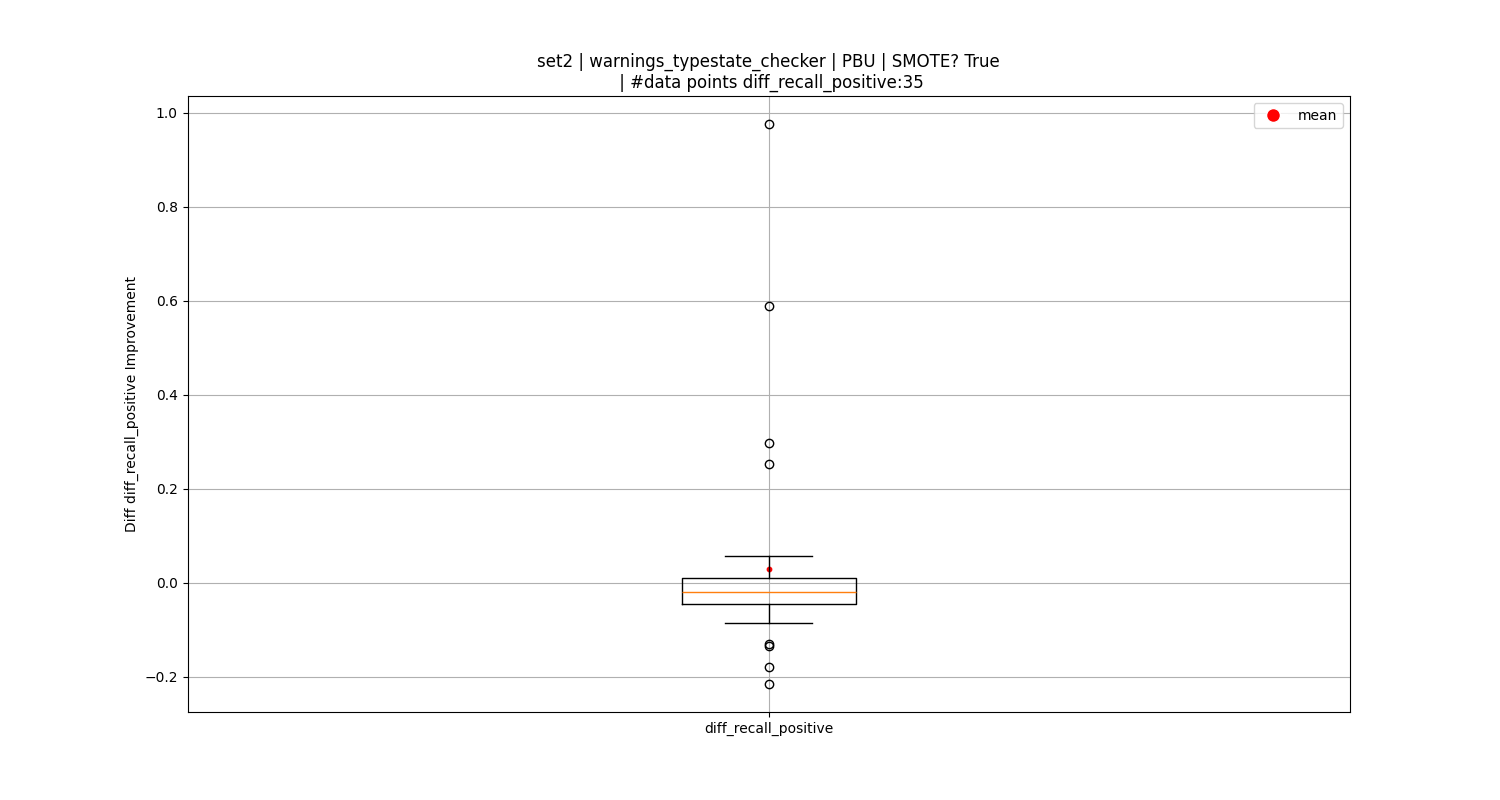 set2 | warnings_typestate_checker | PBU | SMOTE? True
| #data points diff_recall_positive:35
mean
1.0
0.8
0.6
0.4
0.2
0.0
−0.2
Diff diff_recall_positive Improvement
diff_recall_positive